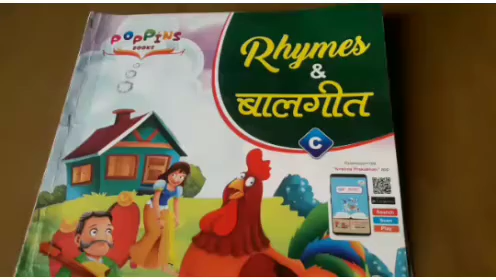 POPPINS
BOOKS
Rhymes
&
बालगीत
C
Search
Scan
Play